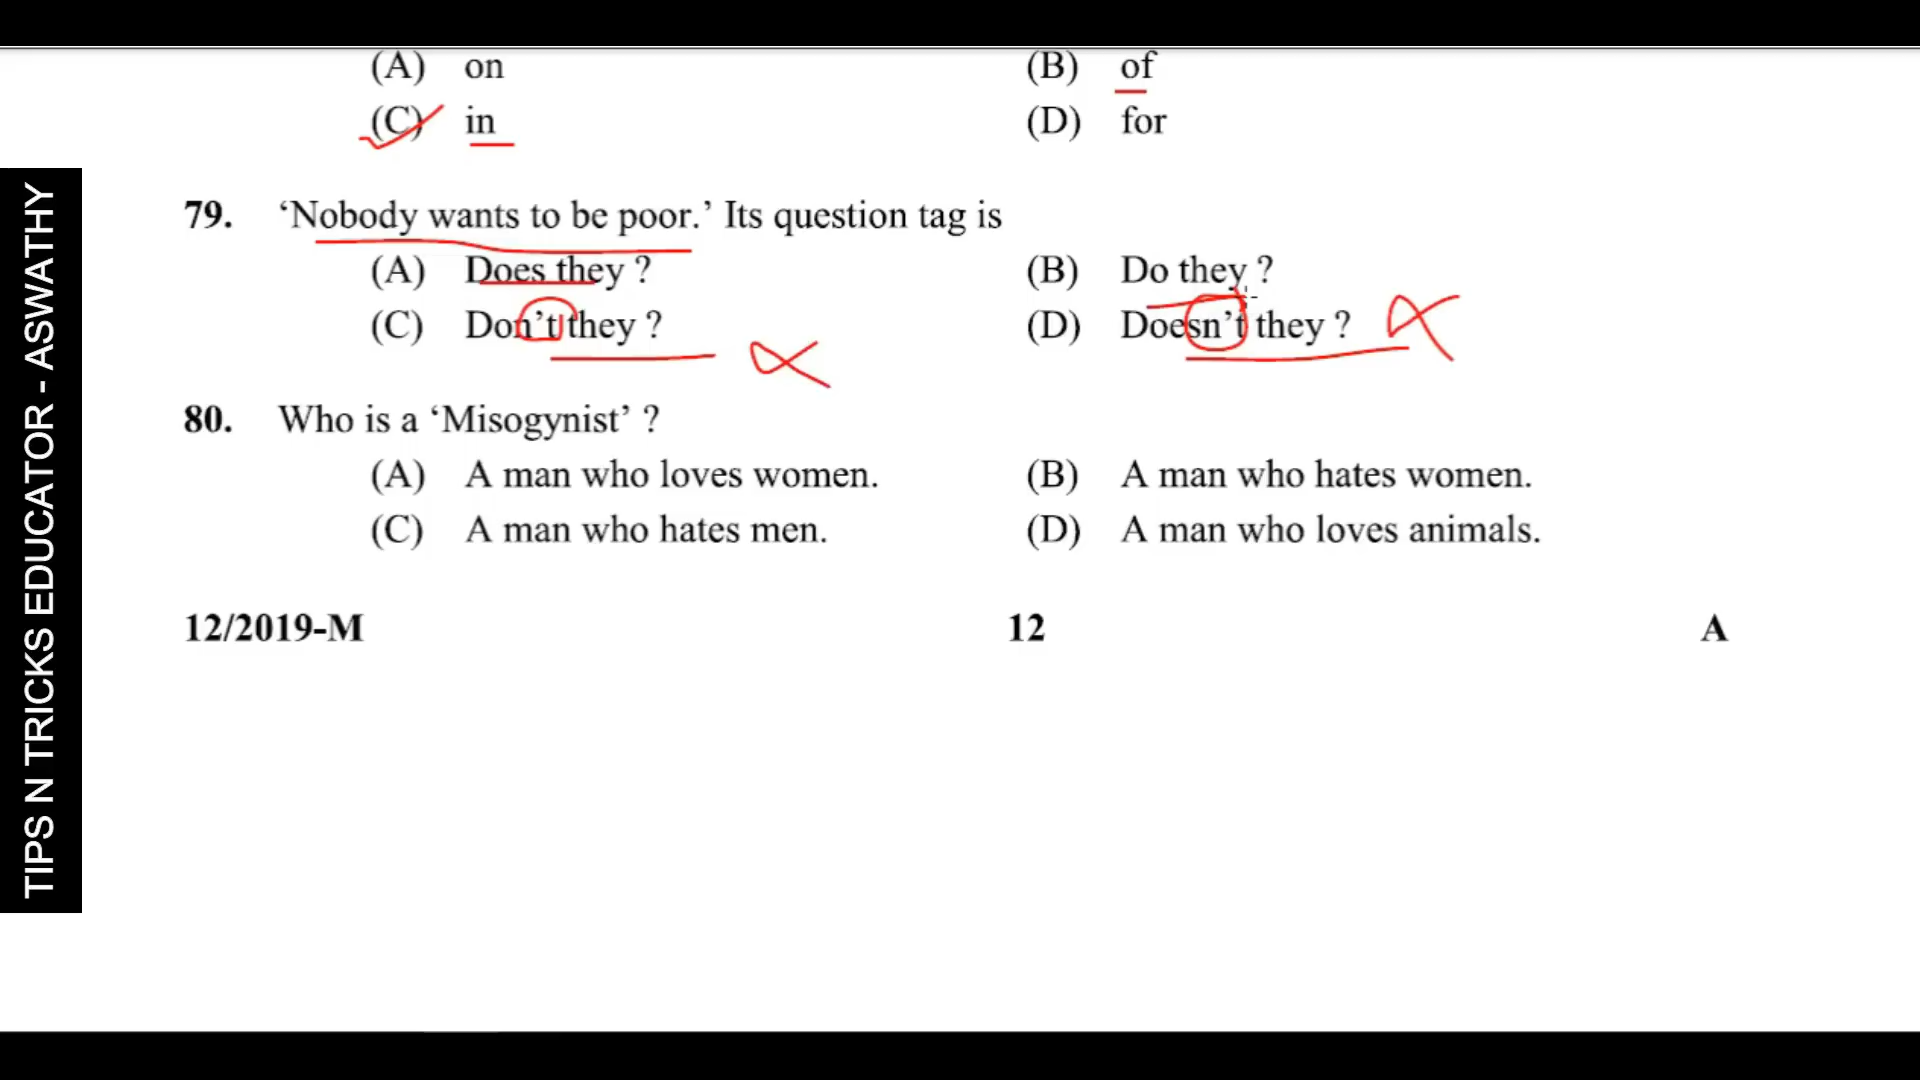 (A) on (B) of
(C) in (D) for
79. ‘Nobody wants to be poor.’ Its question tag is
(A) Does they ? (B) Do they ?
(C) Don’t they ? (D) Doesn’t they ?
80. Who is a ‘Misogynist’ ?
(A) A man who loves women. (B) A man who hates women.
(C) A man who hates men. (D) A man who loves animals.
12/2019-M 12 A
TIPS N TRICKS EDUCATOR - ASWATHY